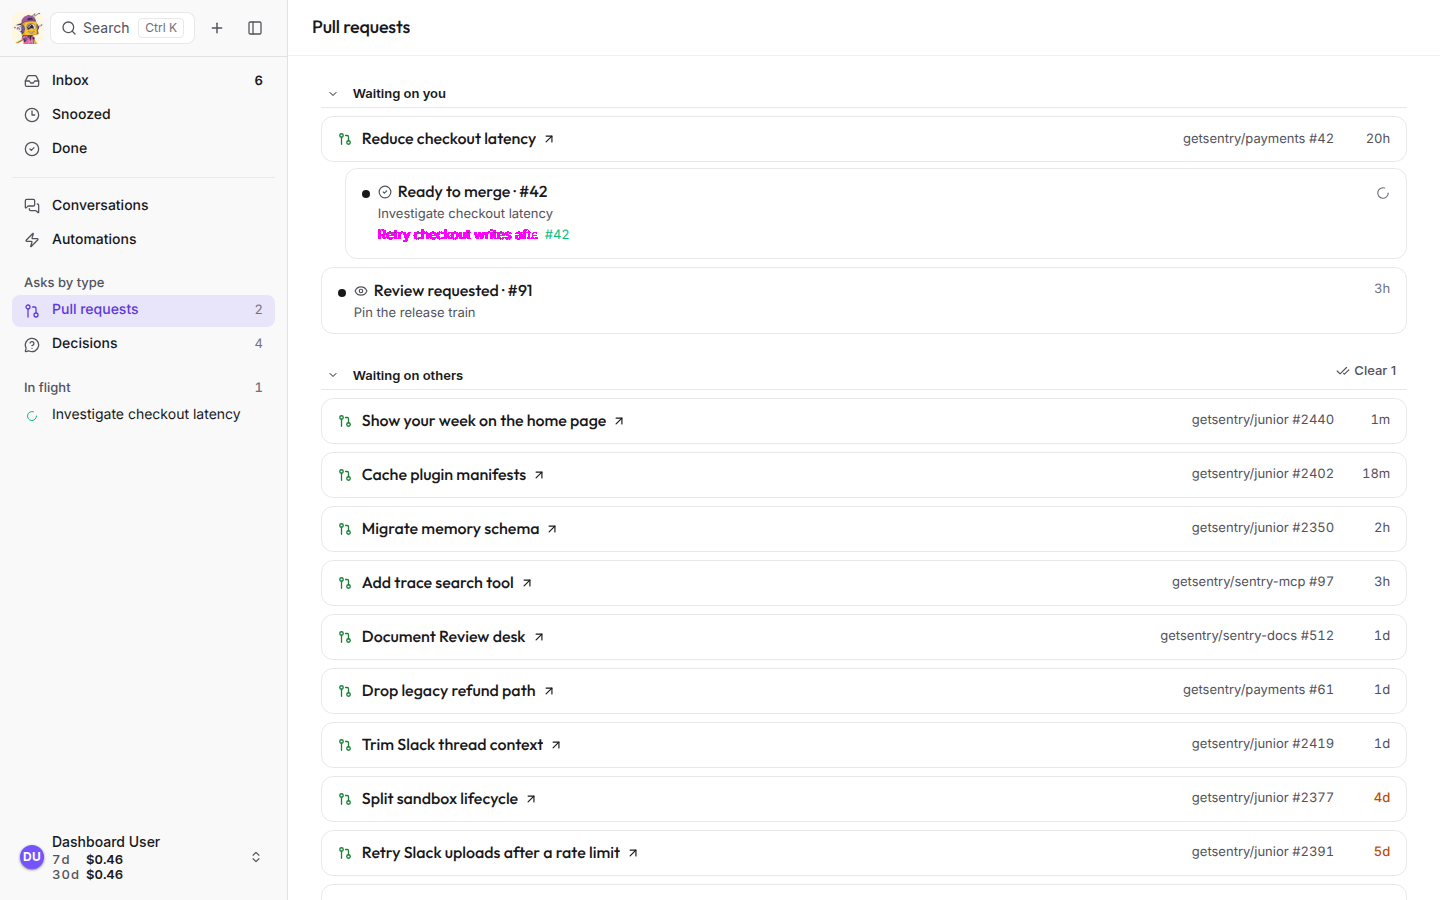 Search Ctrl K
Inbox 6
Snoozed
Done
Conversations
Automations
Asks by type
Pull requests 2
Decisions 4
In flight 1
Investigate checkout latency
DU Dashboard User
7d $0.46
30d $0.46
Pull requests
Waiting on you
Reduce checkout latency getsentry/payments #42 20h
Ready to merge · #42
Investigate checkout latency
Retry checkout writes #42
Review requested · #91 3h
Pin the release train
Waiting on others Clear 1
Show your week on the home page getsentry/junior #2440 1m
Cache plugin manifests getsentry/junior #2402 18m
Migrate memory schema getsentry/junior #2350 2h
Add trace search tool getsentry/sentry-mcp #97 3h
Document Review desk getsentry/sentry-docs #512 1d
Drop legacy refund path getsentry/payments #61 1d
Trim Slack thread context getsentry/junior #2419 1d
Split sandbox lifecycle getsentry/junior #2377 4d
Retry Slack uploads after a rate limit getsentry/junior #2391 5d